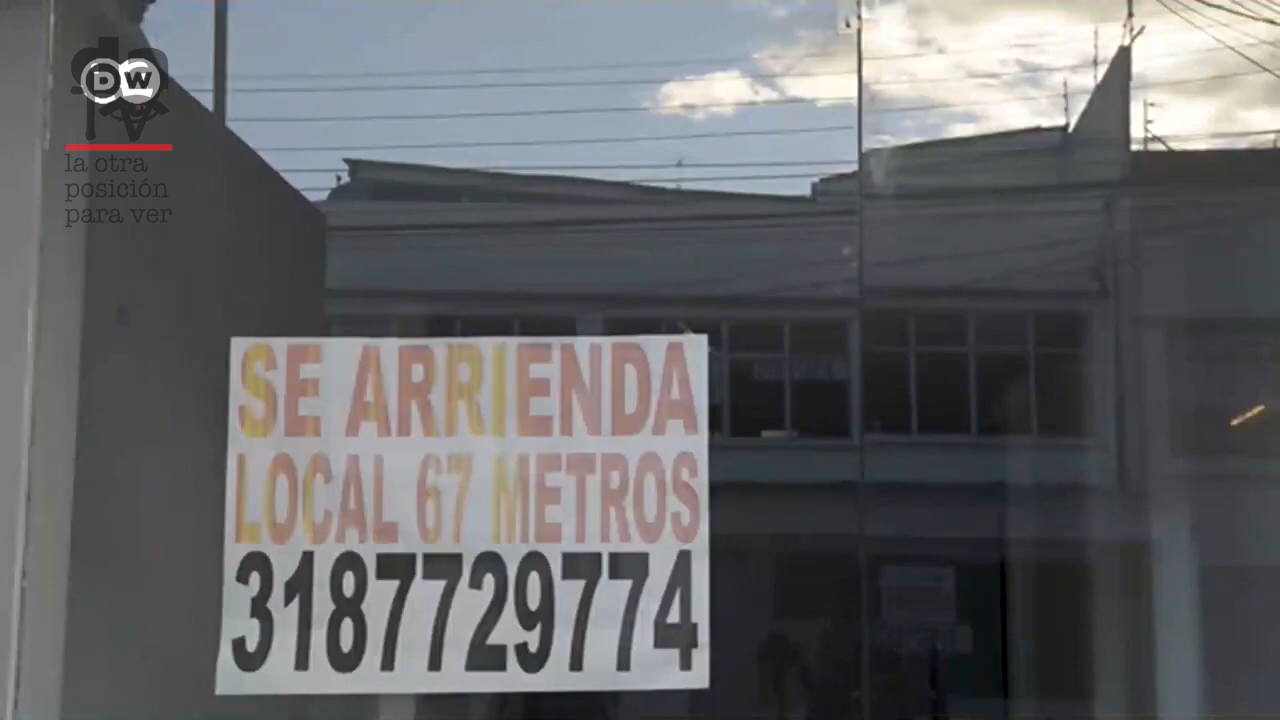 DW
la otra
posición
para ver
SE ARRIENDA
LOCAL 67 METROS
3187729774